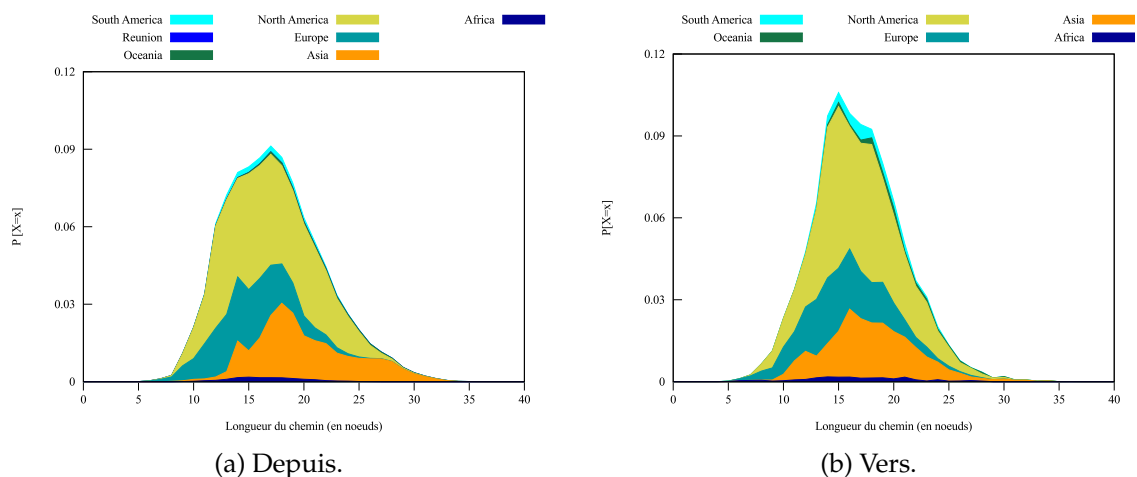 South America North America Africa
Reunion Europe
Oceania Asia
0.12
0.09
0.06
0.03
0
P [X=x]
0 5 10 15 20 25 30 35 40
Longueur du chemin (en noeuds)
(a) Depuis.
South America North America Asia
Oceania Europe Africa
0.12
0.09
0.06
0.03
0
P[X=x]
0 5 10 15 20 25 30 35 40
Longueur du chemin (en noeuds)
(b) Vers.